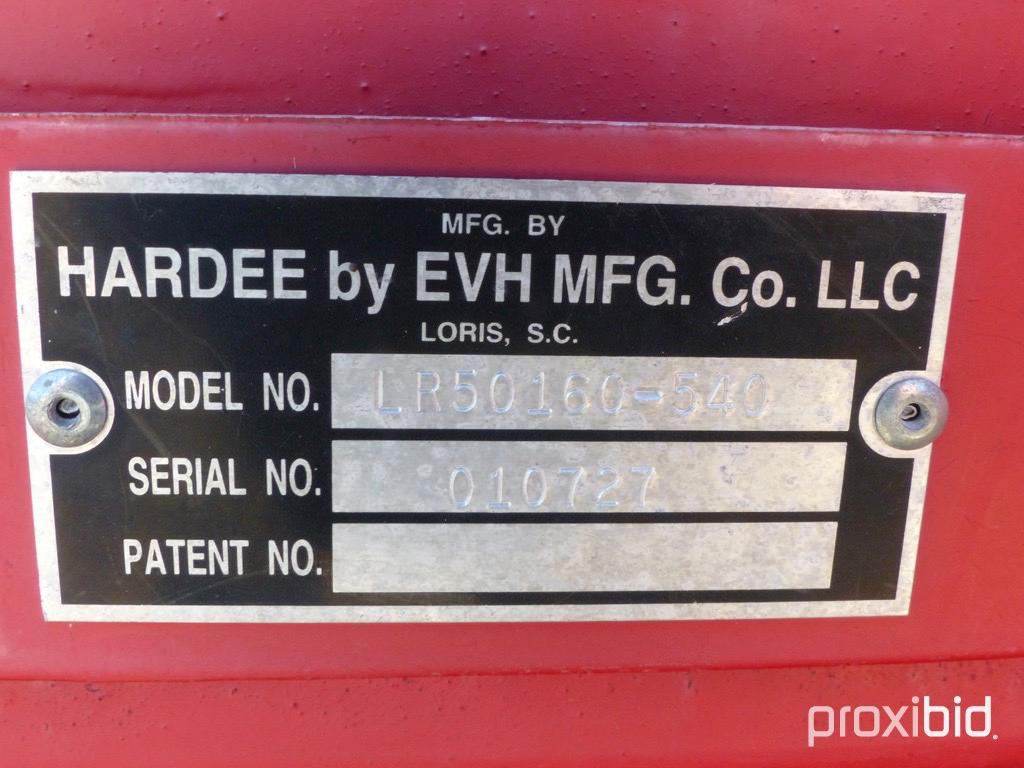 MFG. BY
HARDEE by EVH MFG. Co. LLC
LORIS, S.C.
MODEL NO. LR50160-540
SERIAL NO. 010727
PATENT NO.
proxibid.